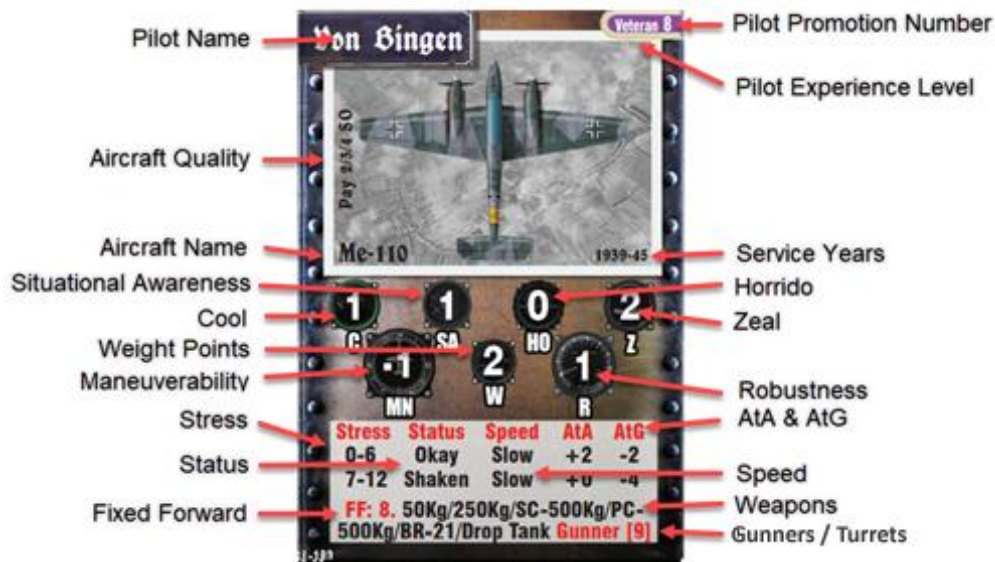 Pilot Name
Von Bingen
Veteran 8
Pilot Promotion Number
Pilot Experience Level
Aircraft Quality
Pay 2/3/4 SO
Aircraft Name
Me-110
1939-45
Service Years
Situational Awareness
Horrido
Cool
1 1 0 2
Zeal
C SA HO Z
Weight Points
Maneuverability
-1 2 1
MN W R
Robustness
Stress
Stress Status Speed AtA AtG
AtA & AtG
0-6 Okay Slow +2 -2
Status
7-12 Shaken Slow +0 -4
Speed
Fixed Forward
FF: 8. 50Kg/250Kg/SC-500Kg/PC-
Weapons
500Kg/BR-21/Drop Tank Gunner [9]
Gunners / Turrets